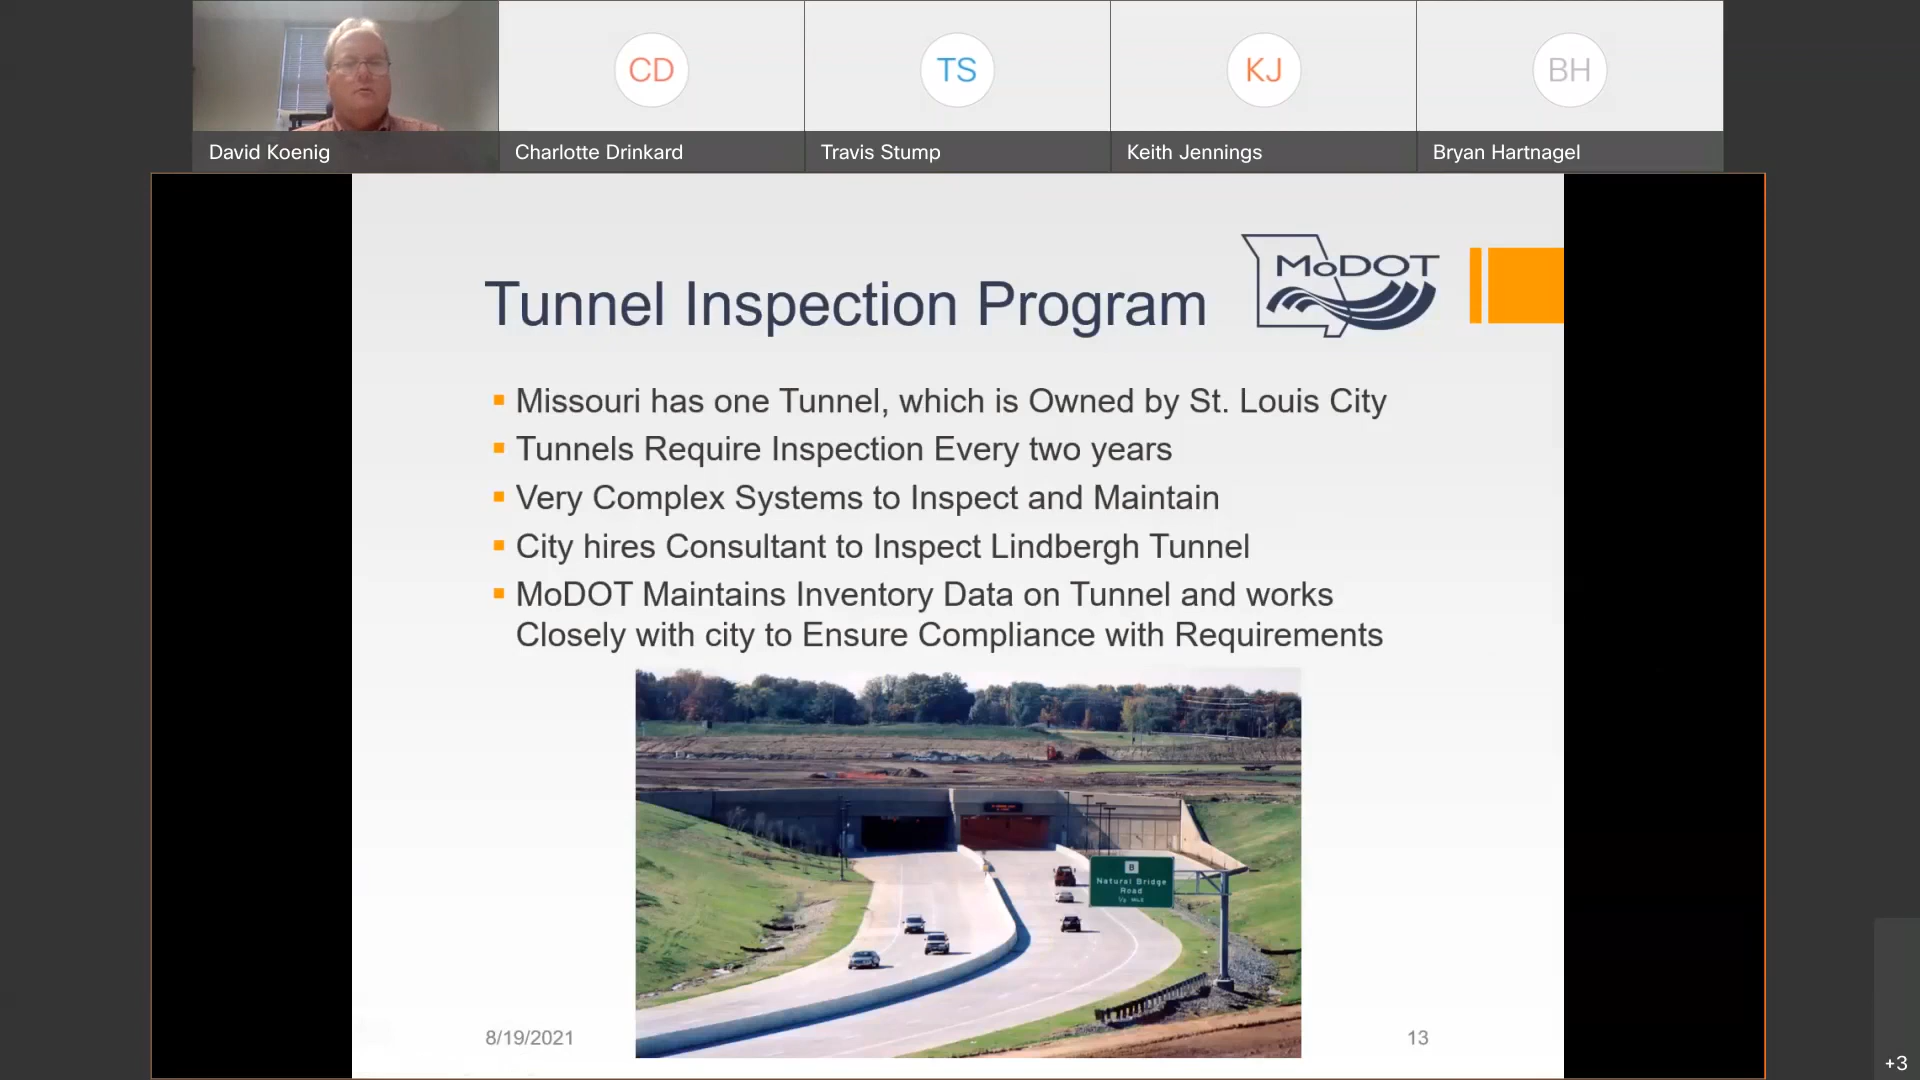 CD
TS
KJ
BH
David Koenig
Charlotte Drinkard
Travis Stump
Keith Jennings
Bryan Hartnagel
MoDOT
Tunnel Inspection Program
Missouri has one Tunnel, which is Owned by St. Louis City
Tunnels Require Inspection Every two years
Very Complex Systems to Inspect and Maintain
City hires Consultant to Inspect Lindbergh Tunnel
MoDOT Maintains Inventory Data on Tunnel and works
Closely with city to Ensure Compliance with Requirements
B
Natural Bridge
Road
8/19/2021
13
+3